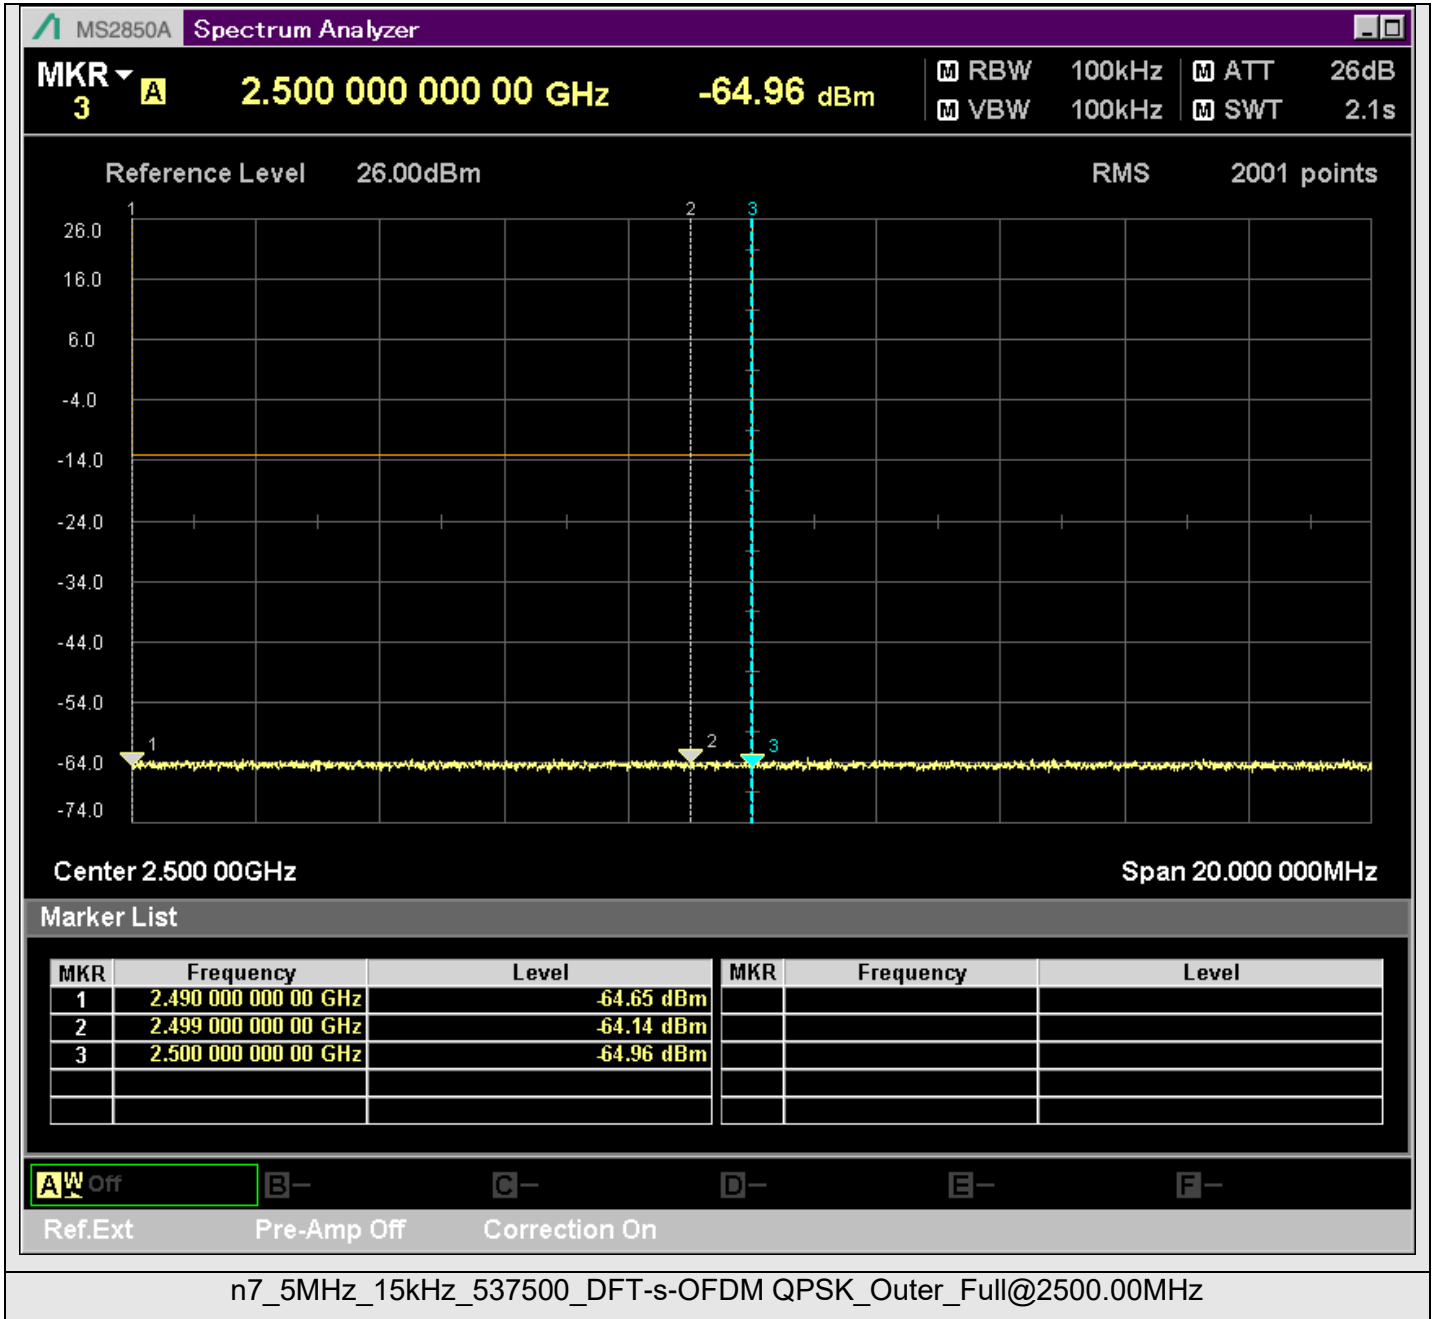 MS2850A Spectrum Analyzer
MKR 3 A 2.500 000 000 00 GHz -64.96 dBm
M RBW 100kHz M ATT 26dB
M VBW 100kHz M SWT 2.1s
Reference Level 26.00dBm RMS 2001 points
1 2 3
26.0
16.0
6.0
-4.0
-14.0
-24.0
-34.0
-44.0
-54.0
1 2 3
-64.0
-74.0
Center 2.500 00GHz Span 20.000 000MHz
Marker List
MKR Frequency Level MKR Frequency Level
1 2.490 000 000 00 GHz -64.65 dBm
2 2.499 000 000 00 GHz -64.14 dBm
3 2.500 000 000 00 GHz -64.96 dBm
A W Off B — C — D — E — F —
Ref.Ext Pre-Amp Off Correction On
n7_5MHz_15kHz_537500_DFT-s-OFDM QPSK_Outer_Full@2500.00MHz